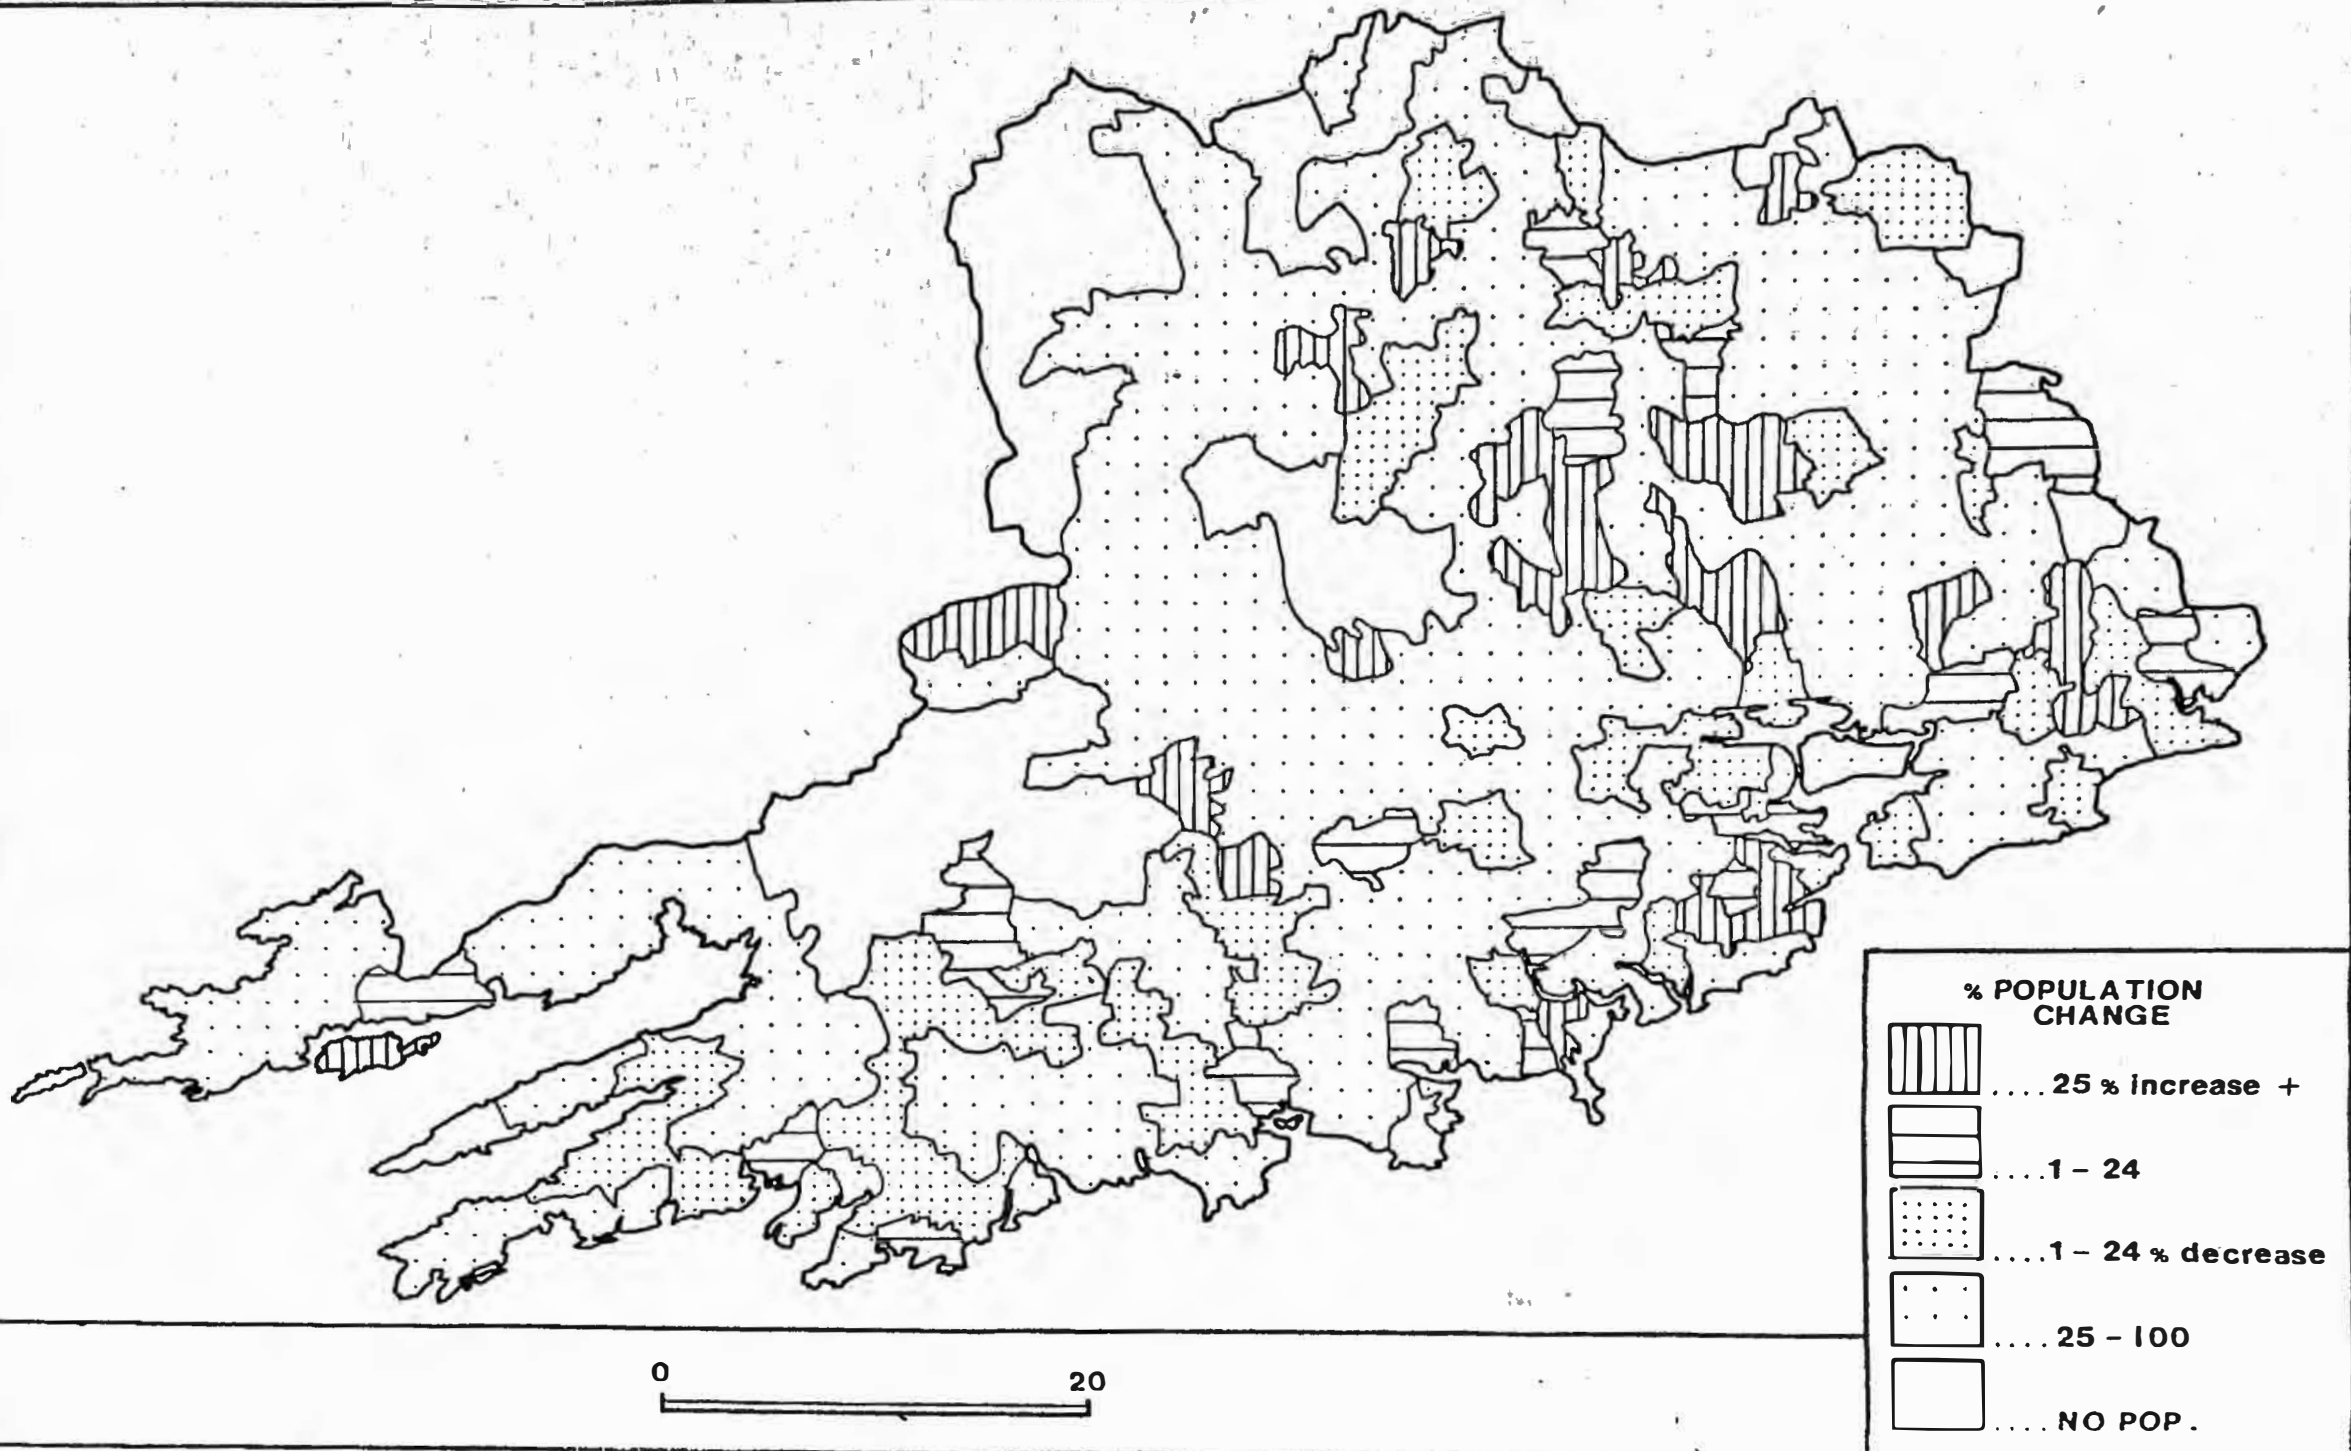 % POPULATION
CHANGE
.... 25 % increase +
.... 1 - 24
.... 1 - 24 % decrease
.... 25 - 100
.... NO POP.
0 20